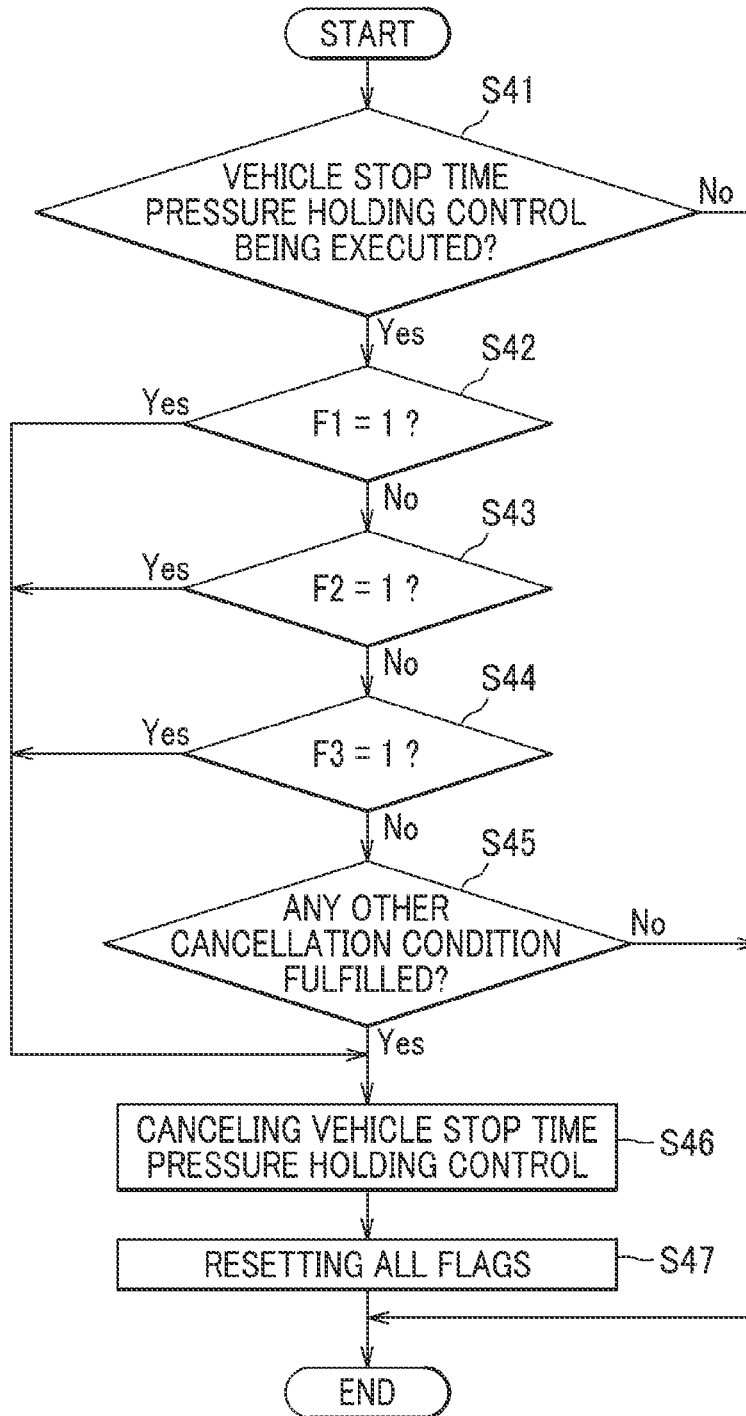 START
S41
VEHICLE STOP TIME
PRESSURE HOLDING CONTROL
BEING EXECUTED?
No
Yes
S42
Yes
F1 = 1 ?
No
S43
Yes
F2 = 1 ?
No
S44
Yes
F3 = 1 ?
No
S45
ANY OTHER
CANCELLATION CONDITION
FULFILLED?
No
Yes
CANCELING VEHICLE STOP TIME
PRESSURE HOLDING CONTROL
S46
RESETTING ALL FLAGS
S47
END